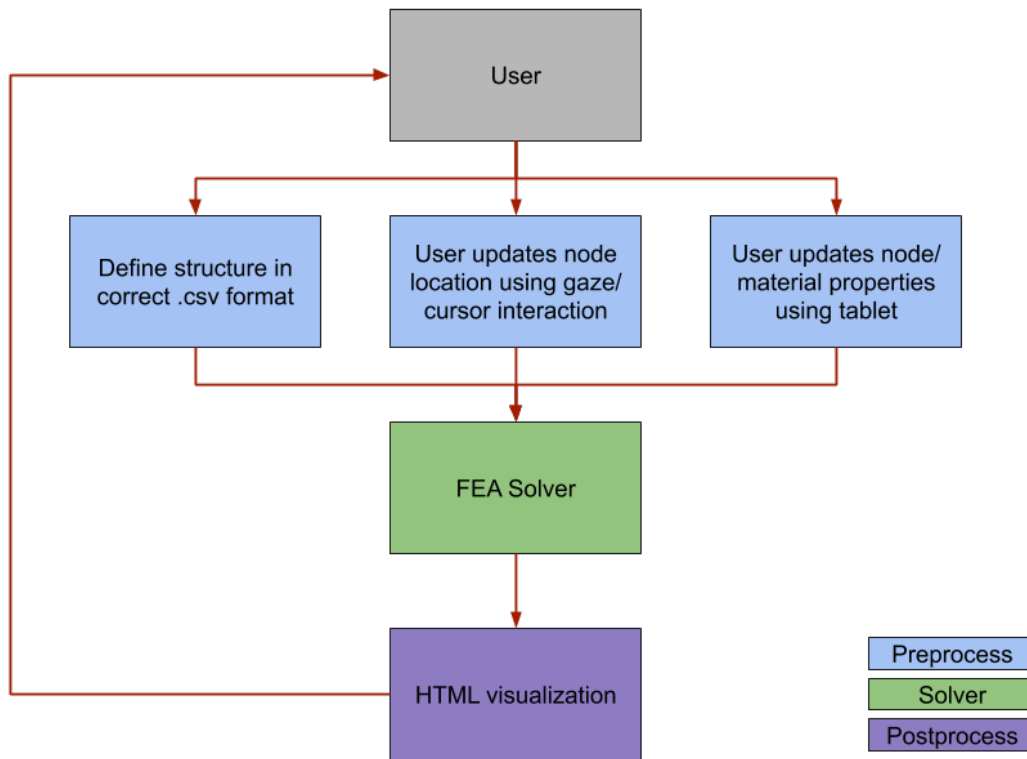 User
Define structure in
correct .csv format
User updates node
location using gaze/
cursor interaction
User updates node/
material properties
using tablet
FEA Solver
HTML visualization
Preprocess
Solver
Postprocess